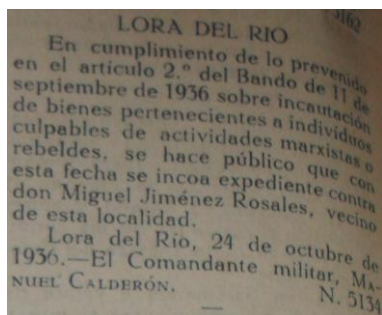 5162
LORA DEL RIO
En cumplimiento de lo prevenido
en el artículo 2.º del Bando de 11 de
septiembre de 1936 sobre incautación
de bienes pertenecientes a individuos
culpables de actividades marxistas o
rebeldes, se hace público que con
esta fecha se incoa expediente contra
don Miguel Jiménez Rosales, vecino
de esta localidad.
Lora del Río, 24 de octubre de
1936.—El Comandante militar, MA-
NUEL CALDERÓN. N. 5134